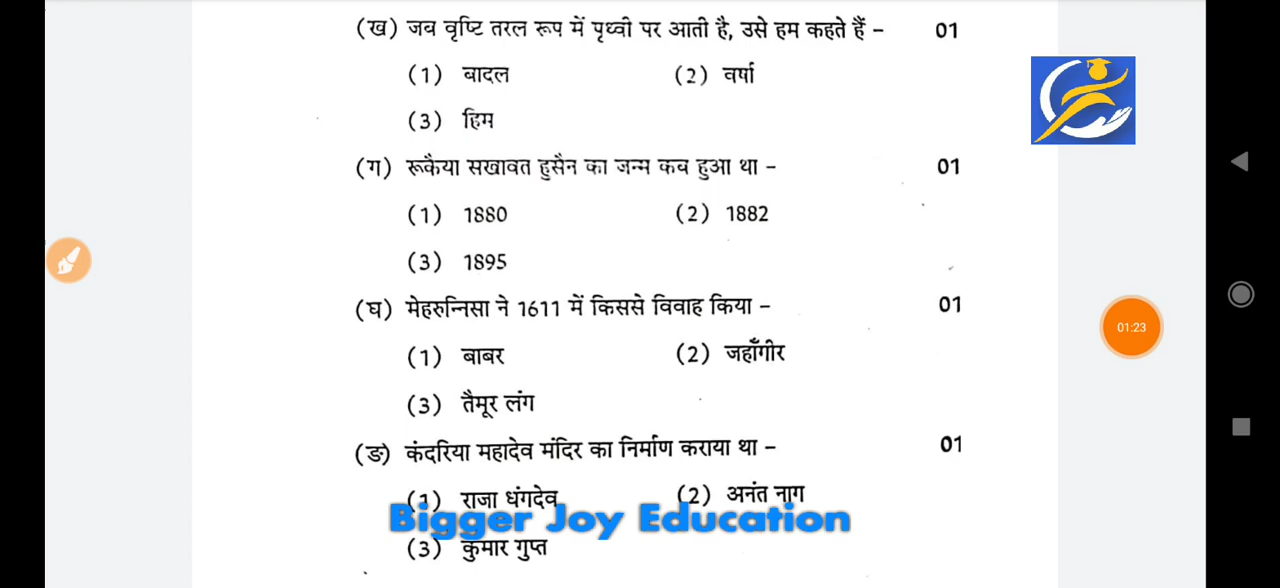 (ख) जब वृष्टि तरल रूप में पृथ्वी पर आती है, उसे हम कहते हैं – 01
(1) बादल (2) वर्षा
(3) हिम
(ग) रूकैया सखावत हुसैन का जन्म कब हुआ था – 01
(1) 1880 (2) 1882
(3) 1895
(घ) मेहरुन्निसा ने 1611 में किससे विवाह किया – 01
01:23
(1) बाबर (2) जहाँगीर
(3) तैमूर लंग
(ङ) कंदरिया महादेव मंदिर का निर्माण कराया था – 01
(1) राजा धंगदेव (2) अनंत नाग
Bigger Joy Education
(3) कुमार गुप्त